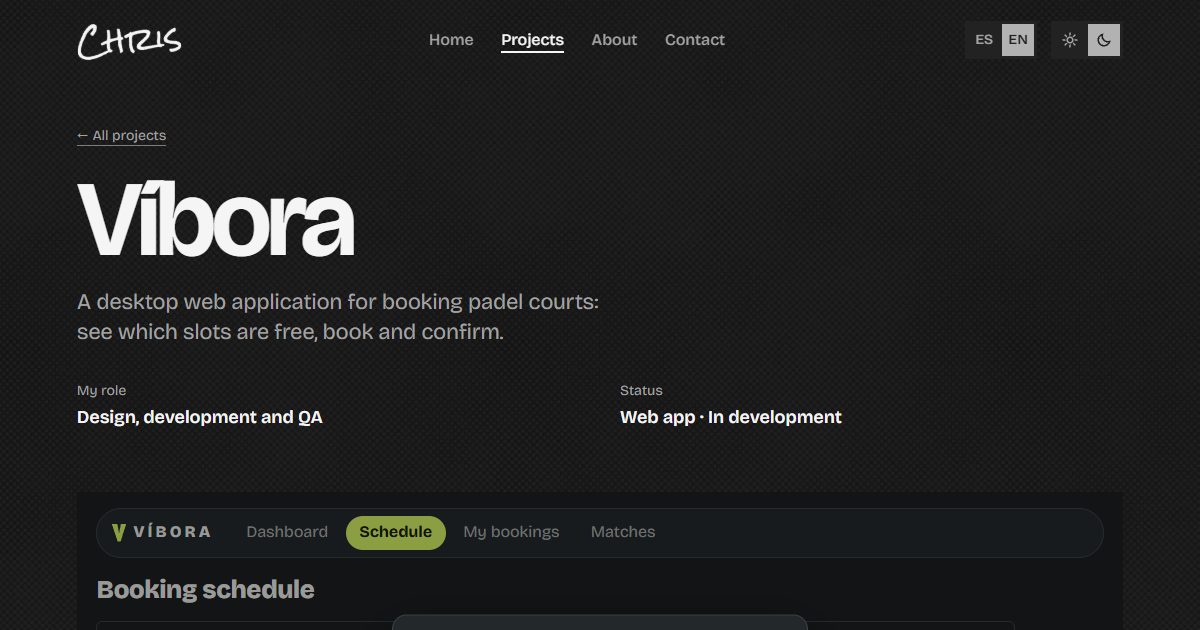 CHRIS
Home Projects About Contact
ES EN
← All projects
Víbora
A desktop web application for booking padel courts:
see which slots are free, book and confirm.
My role
Design, development and QA
Status
Web app · In development
VÍBORA Dashboard Schedule My bookings Matches
Booking schedule